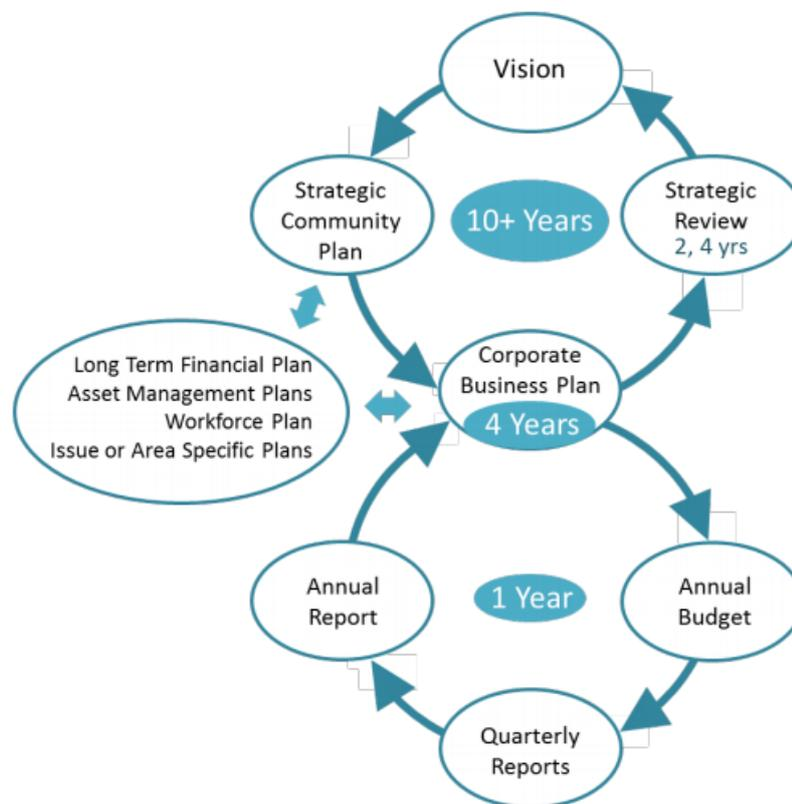 Vision
Strategic
Community
Plan
10+ Years
Strategic
Review
2, 4 yrs
Long Term Financial Plan
Asset Management Plans
Workforce Plan
Issue or Area Specific Plans
Corporate
Business Plan
4 Years
Annual
Report
1 Year
Annual
Budget
Quarterly
Reports